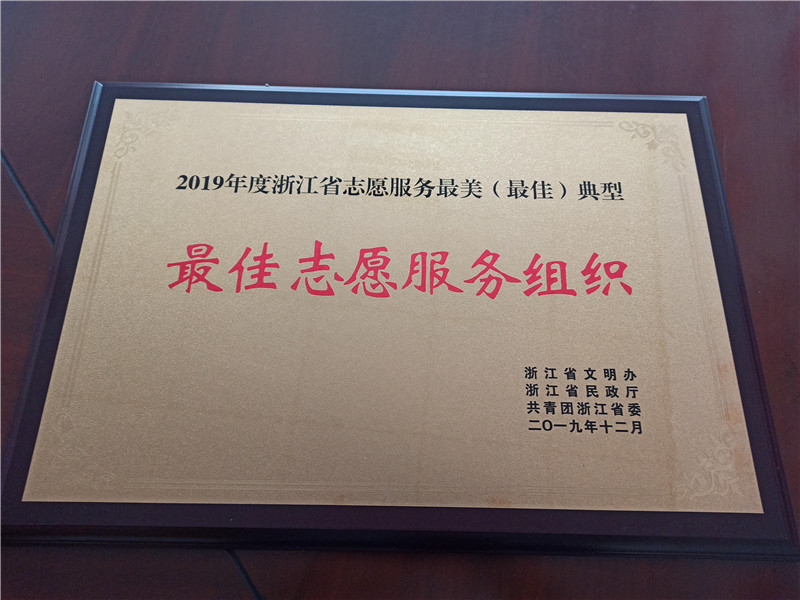 2019年度浙江省志愿服务最美（最佳）典型
最佳志愿服务组织
浙江省文明办
浙江省民政厅
共青团浙江省委
二〇一九年十二月